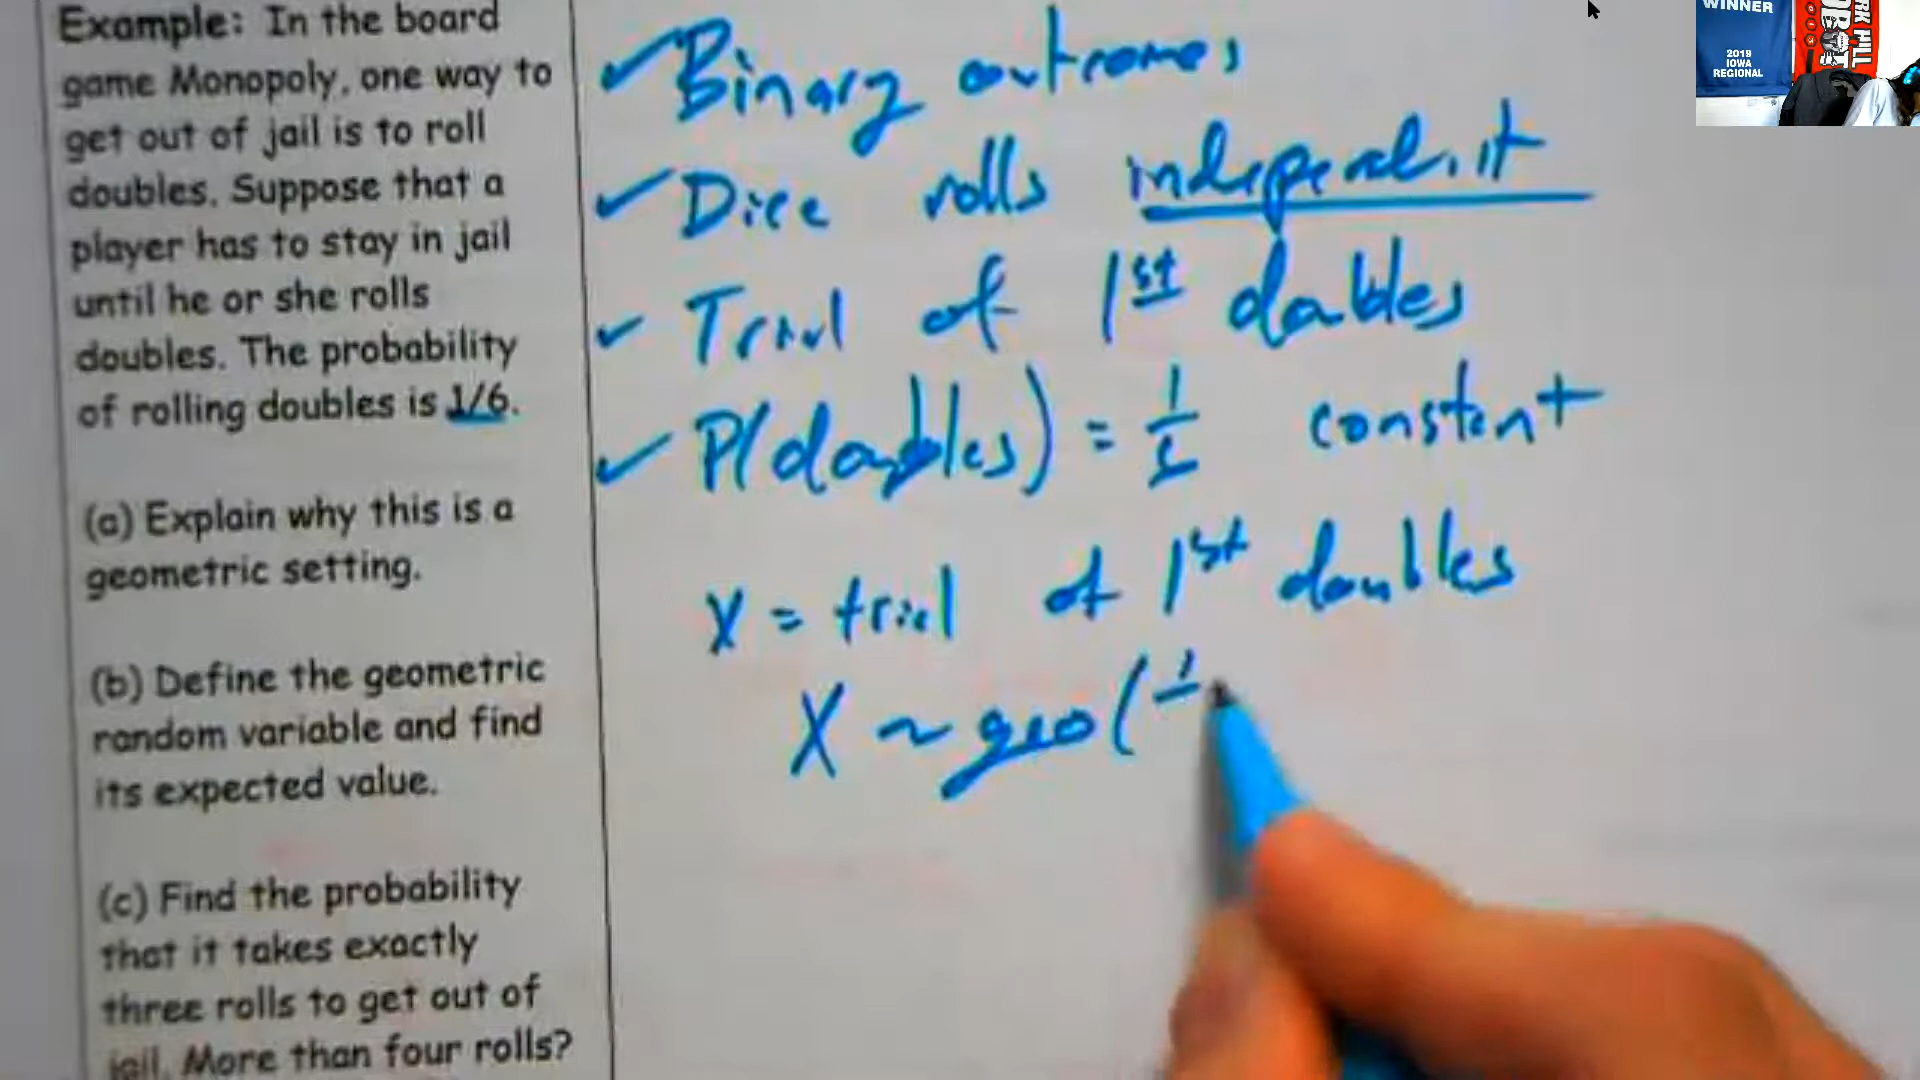 Example: In the board
game Monopoly, one way to
get out of jail is to roll
doubles. Suppose that a
player has to stay in jail
until he or she rolls
doubles. The probability
of rolling doubles is 1/6.
(a) Explain why this is a
geometric setting.
(b) Define the geometric
random variable and find
its expected value.
(c) Find the probability
that it takes exactly
three rolls to get out of
jail. More than four rolls?
✓ Binary outcomes
✓ Dice rolls independent
✓ Trial of 1st doubles
✓ P(doubles) = 1/6 constant
X = trial of 1st doubles
X ~ geo(1
WINNER
2019
IOWA
REGIONAL